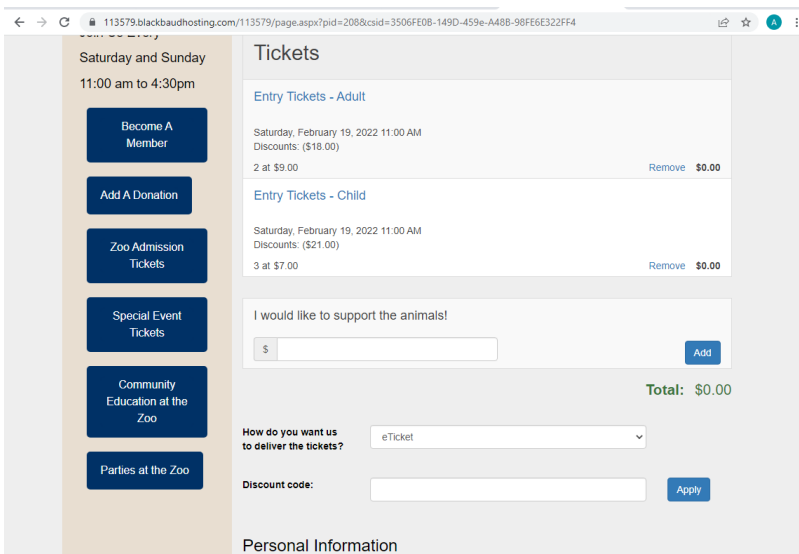 113579.blackbaudhosting.com/113579/page.aspx?pid=208&csid=3506FE0B-149D-459e-A48B-98FE6E322FF4
A
Saturday and Sunday
11:00 am to 4:30pm
Become A
Member
Add A Donation
Zoo Admission
Tickets
Special Event
Tickets
Community
Education at the
Zoo
Parties at the Zoo
Tickets
Entry Tickets - Adult
Saturday, February 19, 2022 11:00 AM
Discounts: ($18.00)
2 at $9.00 Remove $0.00
Entry Tickets - Child
Saturday, February 19, 2022 11:00 AM
Discounts: ($21.00)
3 at $7.00 Remove $0.00
I would like to support the animals!
$
Add
Total: $0.00
How do you want us
to deliver the tickets?
eTicket
Discount code:
Apply
Personal Information